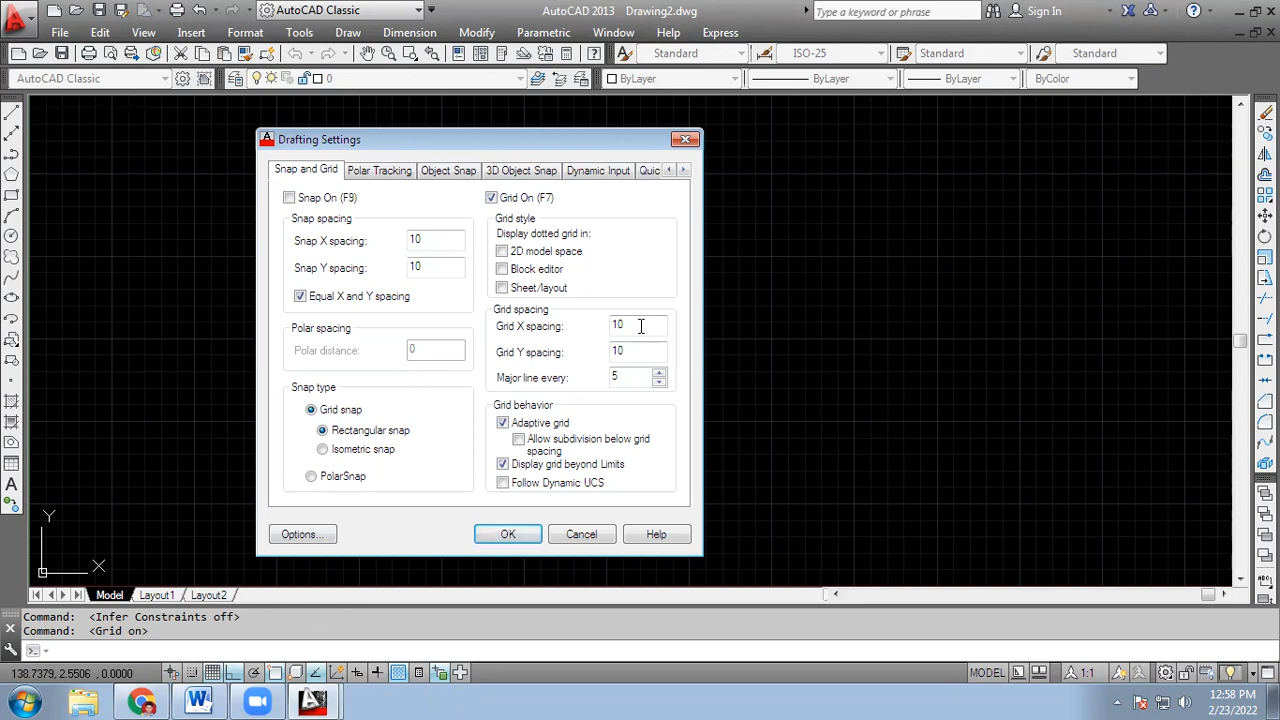 AutoCAD Classic
AutoCAD 2013 Drawing2.dwg
Type a keyword or phrase
Sign In
File Edit View Insert Format Tools Draw Dimension Modify Parametric Window Help Express
Standard ISO-25 Standard Standard
AutoCAD Classic 0 ByLayer ByLayer ByLayer ByColor
Drafting Settings
Snap and Grid Polar Tracking Object Snap 3D Object Snap Dynamic Input Quic
Snap On (F9)
Snap spacing
Snap X spacing: 10
Snap Y spacing: 10
Equal X and Y spacing
Polar spacing
Polar distance: 0
Snap type
Grid snap
Rectangular snap
Isometric snap
PolarSnap
Grid On (F7)
Grid style
Display dotted grid in:
2D model space
Block editor
Sheet/layout
Grid spacing
Grid X spacing: 10
Grid Y spacing: 10
Major line every: 5
Grid behavior
Adaptive grid
Allow subdivision below grid
spacing
Display grid beyond Limits
Follow Dynamic UCS
Options... OK Cancel Help
Y
X
Model Layout1 Layout2
Command: <Infer Constraints off>
Command: <Grid on>
138.7379, 2.5506, 0.0000
MODEL 1:1
12:58 PM
2/23/2022